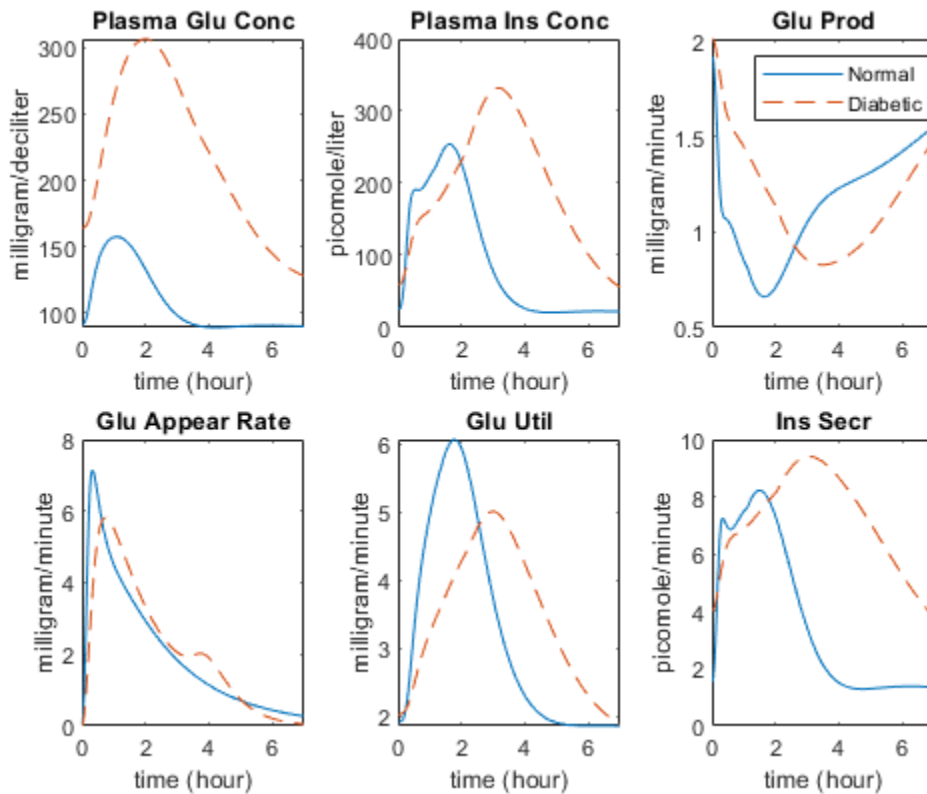 Plasma Glu Conc
milligram/deciliter
300
250
200
150
100
0 2 4 6
time (hour)
Plasma Ins Conc
picomole/liter
400
300
200
100
0
0 2 4 6
time (hour)
Glu Prod
milligram/minute
2
1.5
1
0.5
0 2 4 6
time (hour)
Normal
Diabetic
Glu Appear Rate
milligram/minute
8
6
4
2
0
0 2 4 6
time (hour)
Glu Util
milligram/minute
6
5
4
3
2
0 2 4 6
time (hour)
Ins Secr
picomole/minute
10
8
6
4
2
0
0 2 4 6
time (hour)